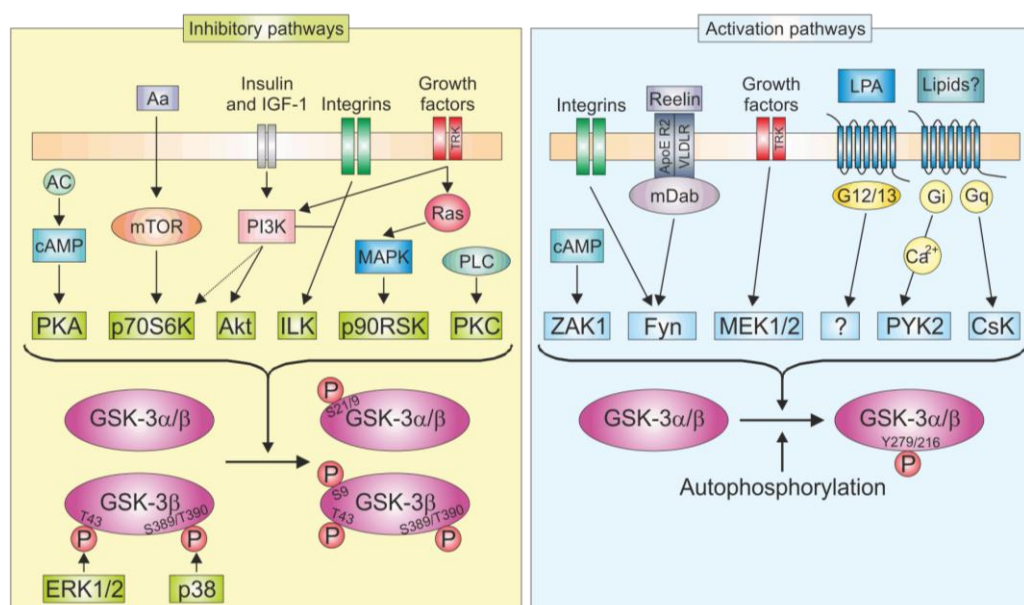 Inhibitory pathways
Aa
Insulin
and IGF-1
Integrins
Growth
factors
TRK
AC
cAMP
mTOR
PI3K
Ras
MAPK
PLC
PKA
p70S6K
Akt
ILK
p90RSK
PKC
GSK-3α/β
P
S21/9
GSK-3α/β
GSK-3β
T43
S389/T390
P
P
ERK1/2
p38
P
S9
GSK-3β
T43
S389/T390
P
P
Activation pathways
Integrins
Reelin
ApoE R2
VLDLR
mDab
Growth
factors
TRK
LPA
Lipids?
G12/13
Gi
Gq
Ca2+
cAMP
ZAK1
Fyn
MEK1/2
?
PYK2
CsK
GSK-3α/β
GSK-3α/β
Y279/216
P
Autophosphorylation